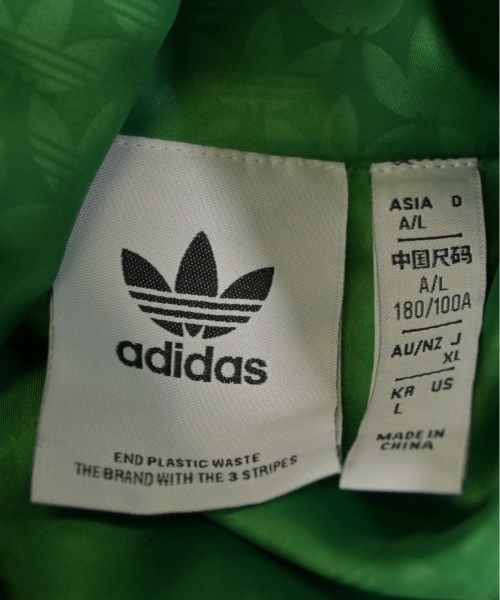 adidas
END PLASTIC WASTE
THE BRAND WITH THE 3 STRIPES
ASIA D
A/L
中国尺码
A/L
180/100A
AU/NZ J
XL
KR US
L
MADE IN
CHINA